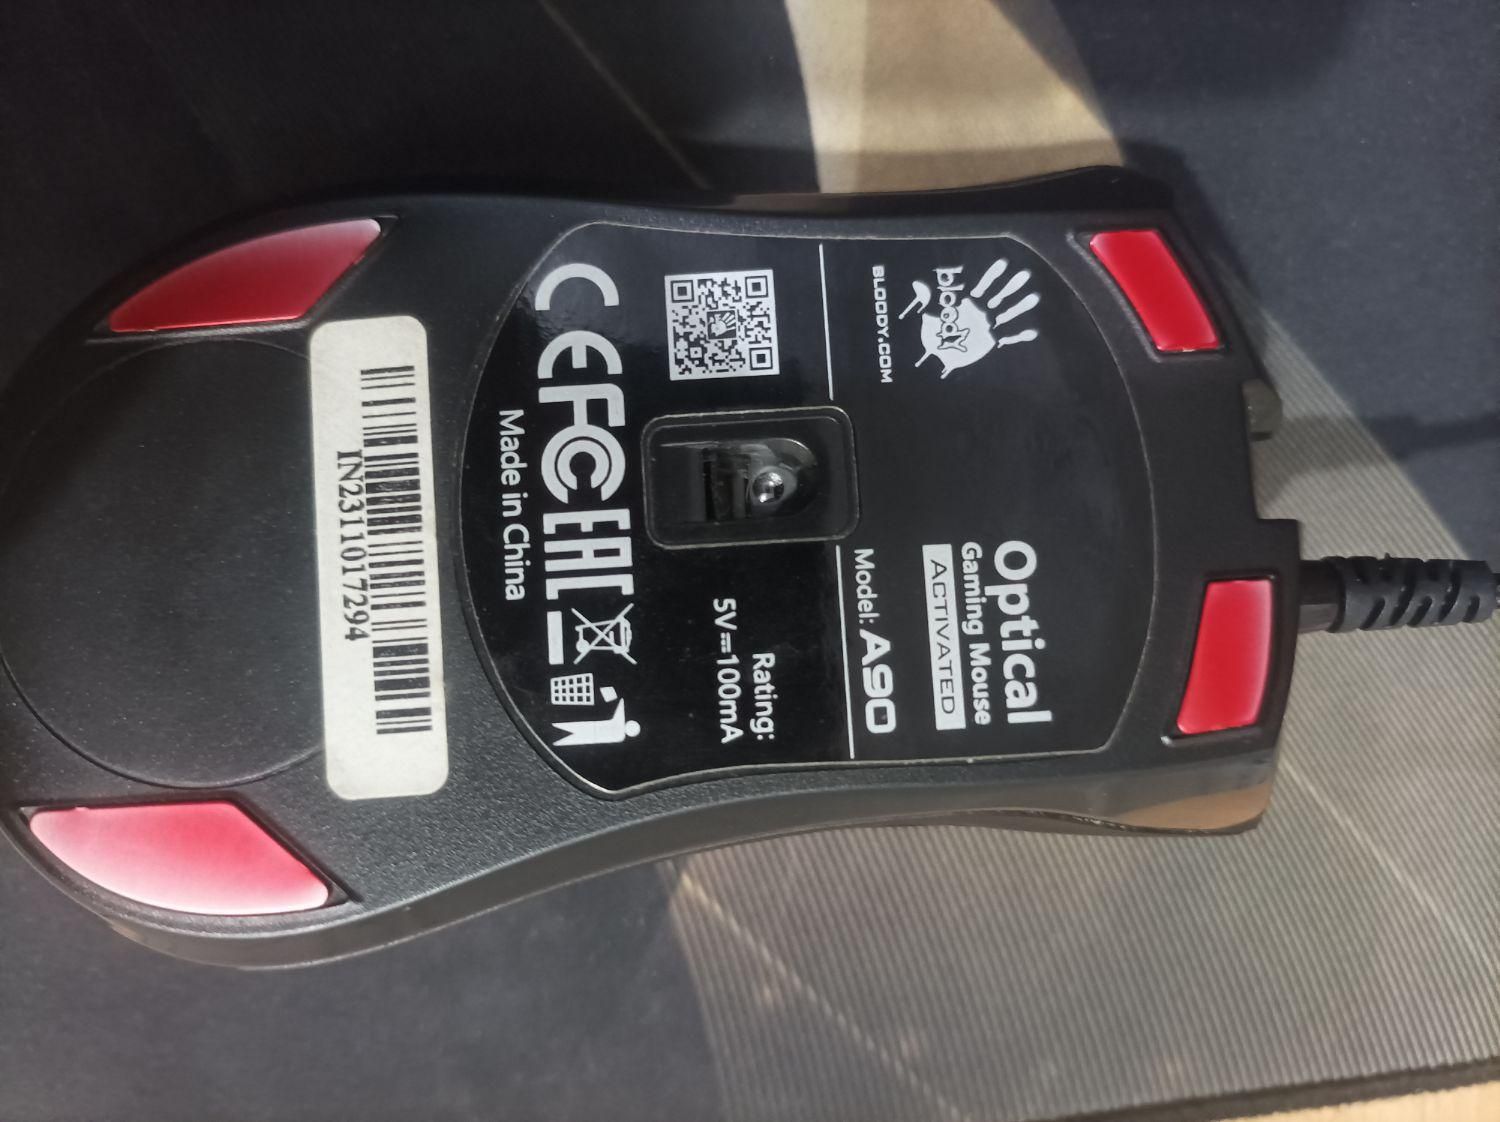 bloody
BLOODY.COM
Optical
Gaming Mouse
ACTIVATED
Model: A90
Rating:
5V⎓100mA
CE FC EAC
Made in China
IN2311017294